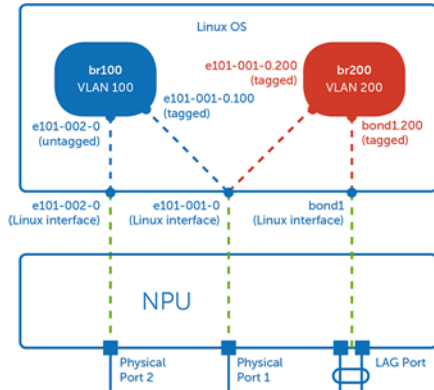 Linux OS
br100
VLAN 100
e101-001-0.200
(tagged)
br200
VLAN 200
e101-001-0.100
(tagged)
e101-002-0
(untagged)
bond1.200
(tagged)
e101-002-0
(Linux interface)
e101-001-0
(Linux interface)
bond1
(Linux interface)
NPU
Physical
Port 2
Physical
Port 1
LAG Port